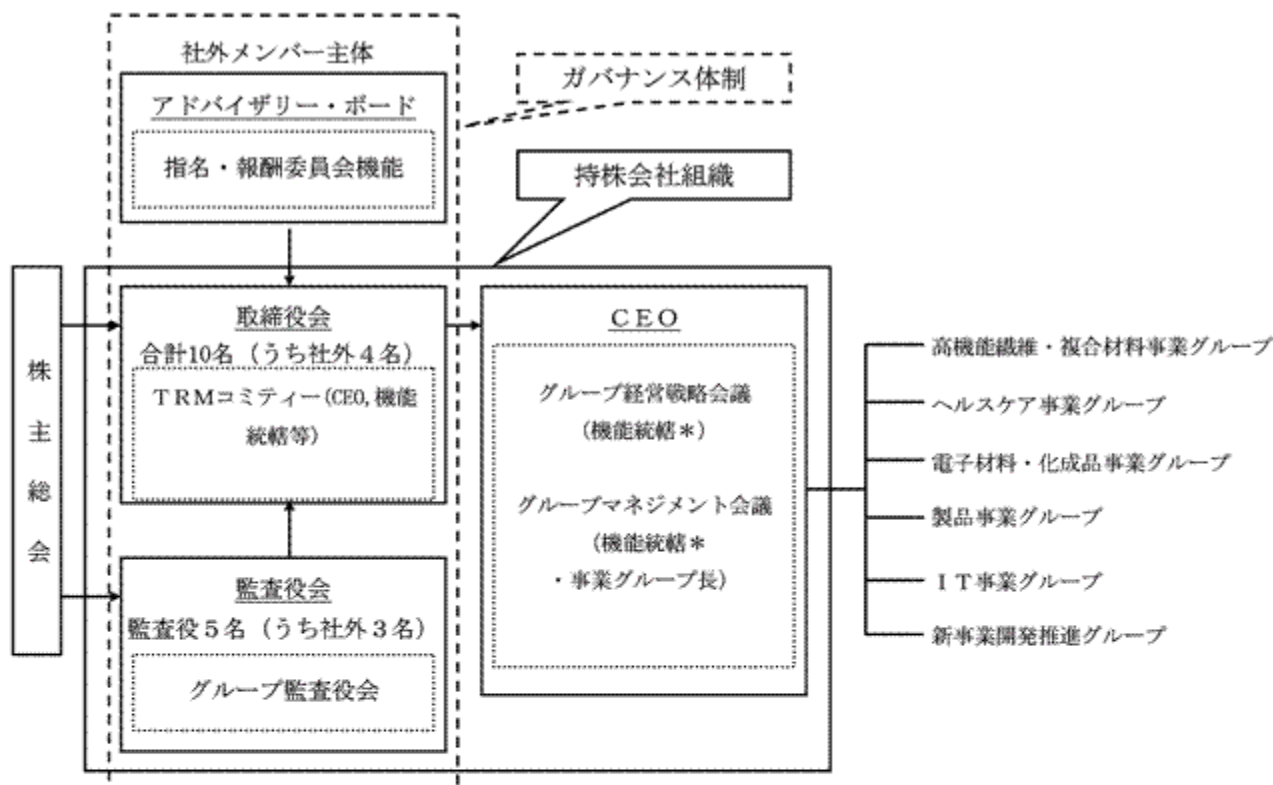 社外メンバー主体
アドバイザリー・ボード
指名・報酬委員会機能
ガバナンス体制
持株会社組織
株主総会
取締役会
合計10名（うち社外４名）
ＴＲＭコミティー(CEO,機能
統轄等)
監査役会
監査役５名（うち社外３名）
グループ監査役会
ＣＥＯ
グループ経営戦略会議
(機能統轄＊)
グループマネジメント会議
(機能統轄＊
・事業グループ長)
高機能繊維・複合材料事業グループ
ヘルスケア事業グループ
電子材料・化成品事業グループ
製品事業グループ
ＩＴ事業グループ
新事業開発推進グループ